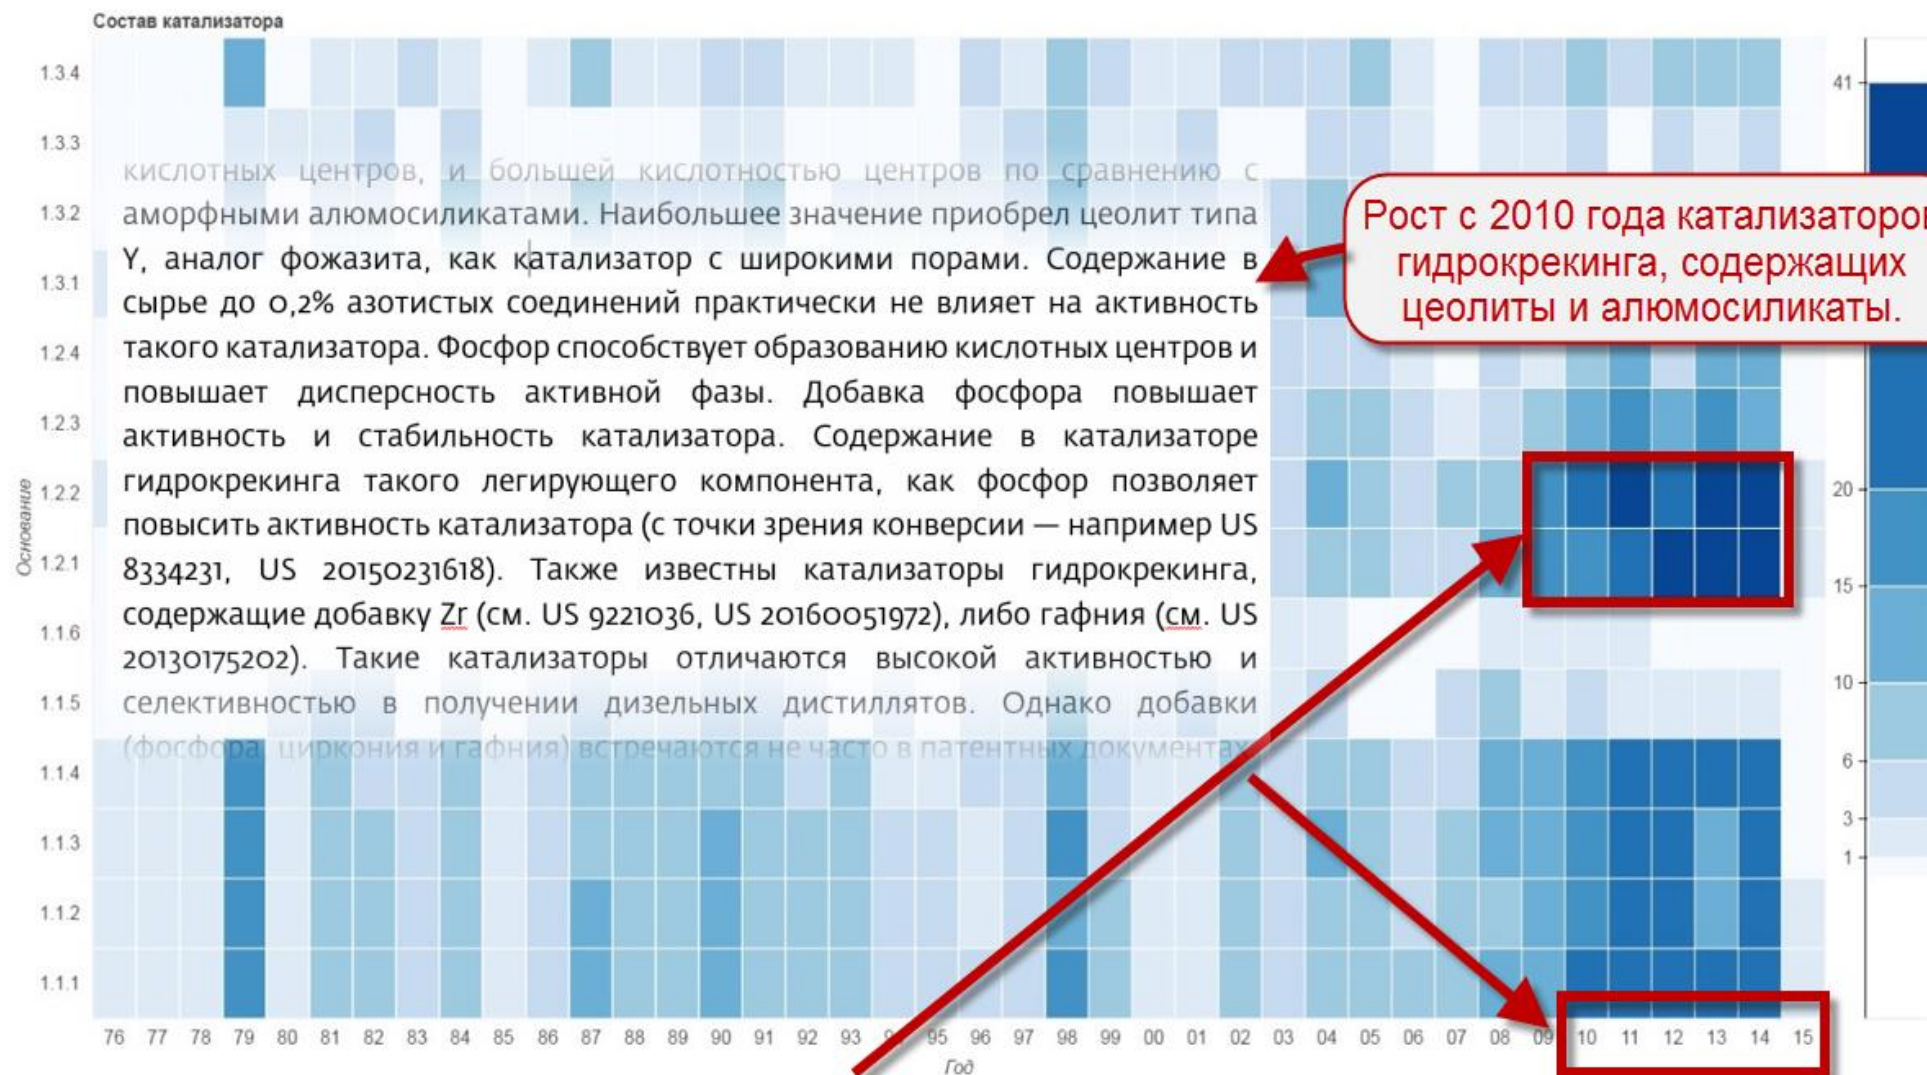 Состав катализатора
1.3.4
1.3.3
1.3.2
1.3.1
1.2.4
1.2.3
1.2.2
1.2.1
1.1.6
1.1.5
1.1.4
1.1.3
1.1.2
1.1.1
Основание
кислотных центров, и большей кислотностью центров по сравнению с
аморфными алюмосиликатами. Наибольшее значение приобрел цеолит типа
Y, аналог фожазита, как катализатор с широкими порами. Содержание в
сырье до 0,2% азотистых соединений практически не влияет на активность
такого катализатора. Фосфор способствует образованию кислотных центров и
повышает дисперсность активной фазы. Добавка фосфора повышает
активность и стабильность катализатора. Содержание в катализаторе
гидрокрекинга такого легирующего компонента, как фосфор позволяет
повысить активность катализатора (с точки зрения конверсии — например US
8334231, US 20150231618). Также известны катализаторы гидрокрекинга,
содержащие добавку Zr (см. US 9221036, US 20160051972), либо гафния (см. US
20130175202). Такие катализаторы отличаются высокой активностью и
селективностью в получении дизельных дистиллятов. Однако добавки
(фосфора, циркония и гафния) встречаются не часто в патентных документах.
Рост с 2010 года катализаторов
гидрокрекинга, содержащих
цеолиты и алюмосиликаты.
41
20
15
10
6
3
1
76 77 78 79 80 81 82 83 84 85 86 87 88 89 90 91 92 93 95 96 97 98 99 00 01 02 03 04 05 06 07 08 09 10 11 12 13 14 15
Год